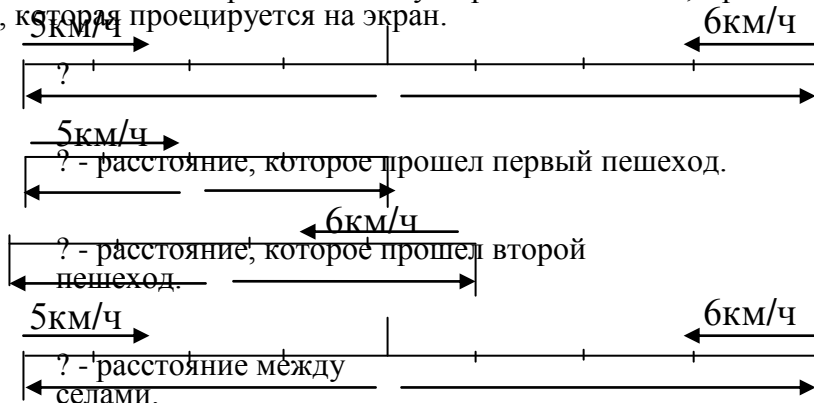 , которая проецируется на экран.
5км/ч 6км/ч
?
5км/ч
? - расстояние, которое прошел первый пешеход.
6км/ч
? - расстояние, которое прошел второй
пешеход.
5км/ч 6км/ч
? - расстояние между
селами.